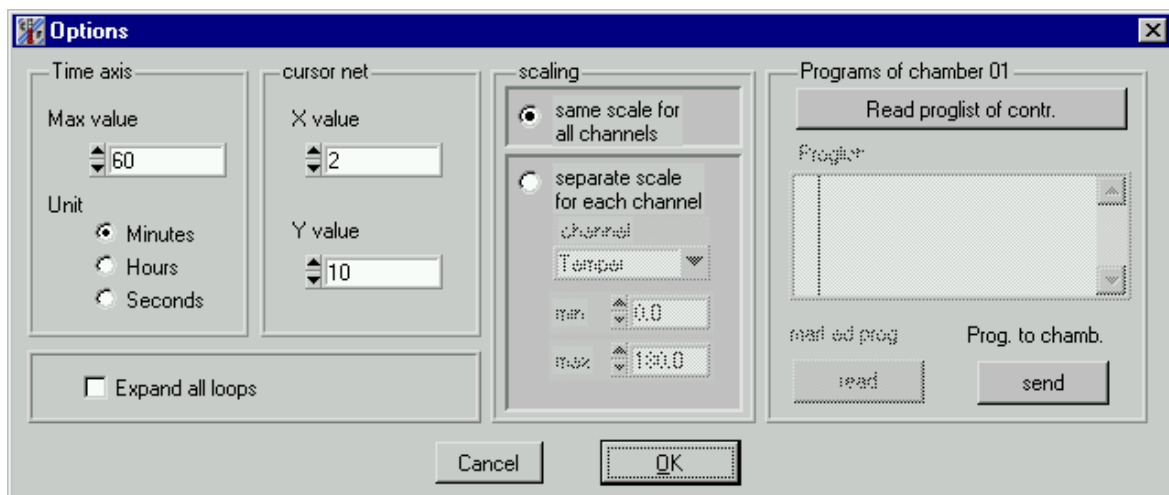 Options
Time axis
Max value
60
Unit
Minutes
Hours
Seconds
cursor net
X value
2
Y value
10
Expand all loops
scaling
same scale for
all channels
separate scale
for each channel
channel
Temper
min 0.0
max 180.0
Programs of chamber 01
Read proglist of contr.
Proglist
prog
read
Prog. to chamb.
send
Cancel
OK